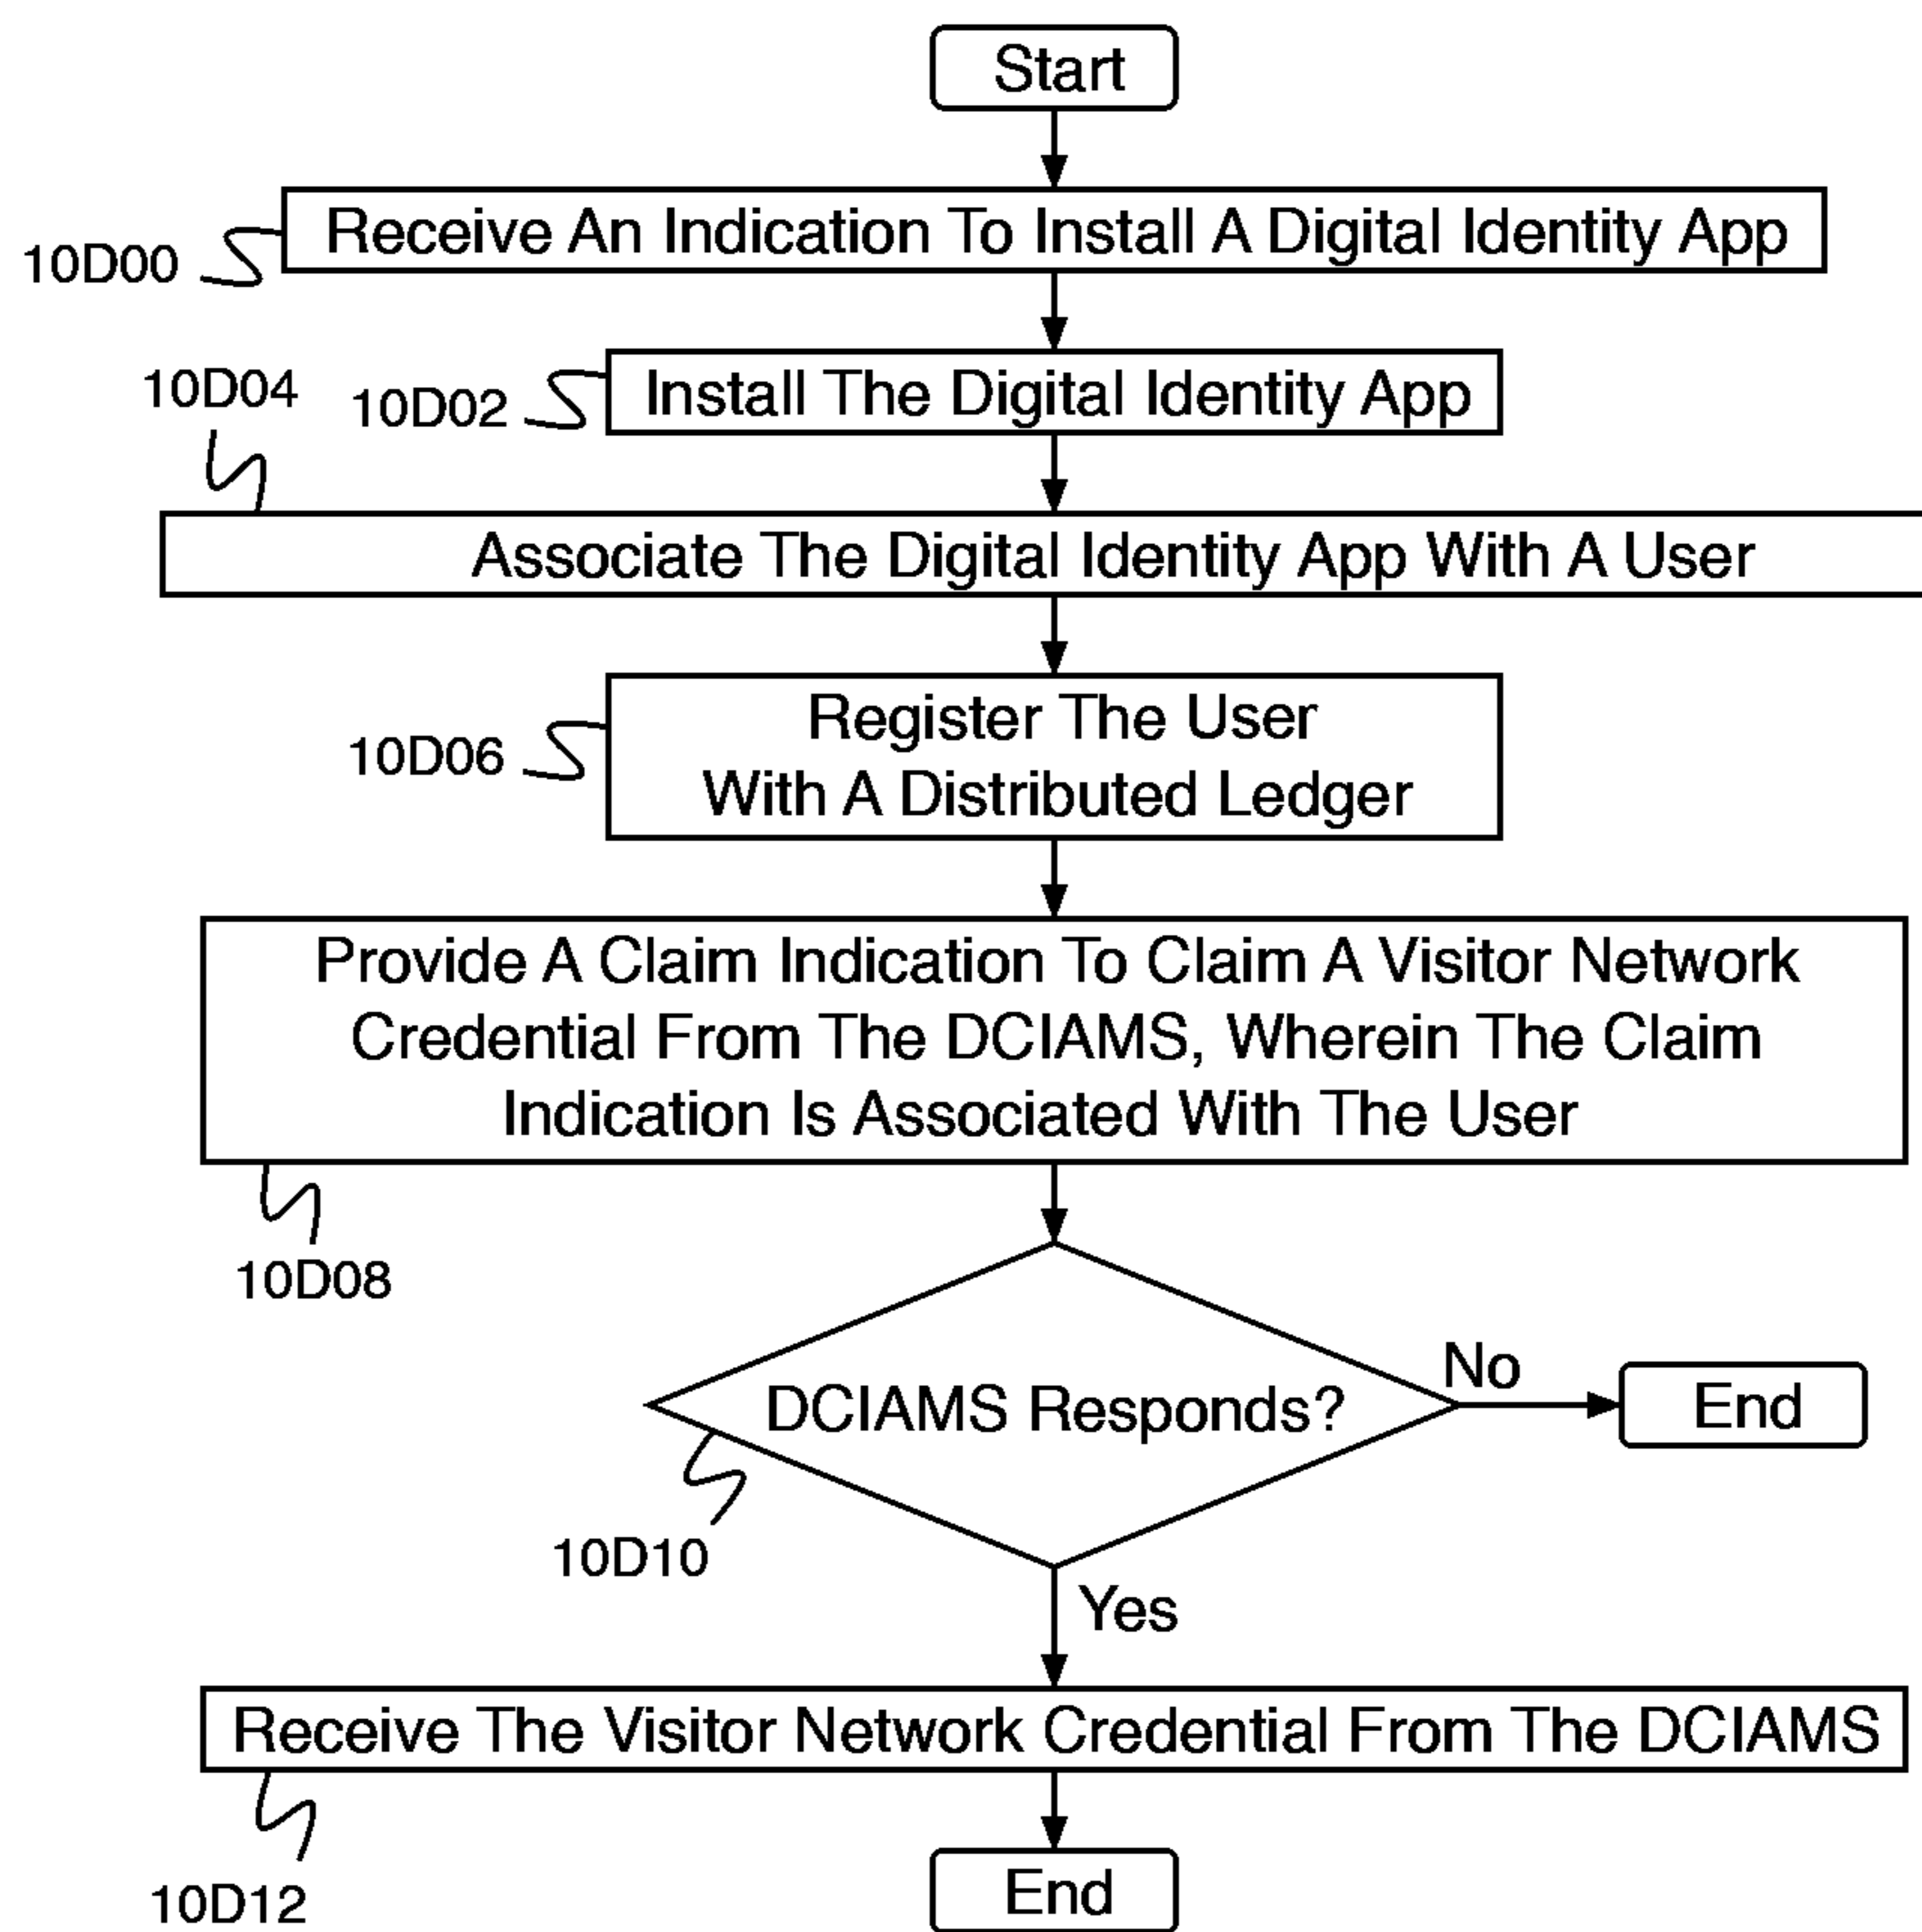 Start
Receive An Indication To Install A Digital Identity App
10D00
10D04
10D02
Install The Digital Identity App
Associate The Digital Identity App With A User
Register The User
With A Distributed Ledger
10D06
Provide A Claim Indication To Claim A Visitor Network
Credential From The DCIAMS, Wherein The Claim
Indication Is Associated With The User
10D08
DCIAMS Responds?
No
End
10D10
Yes
Receive The Visitor Network Credential From The DCIAMS
10D12
End